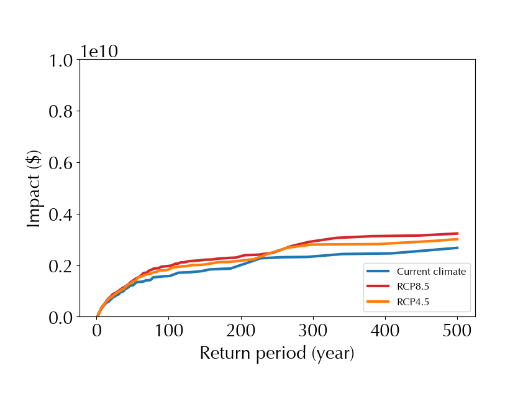 1e10
1.0
0.8
0.6
0.4
0.2
0.0
Impact ($)
0 100 200 300 400 500
Return period (year)
Current climate
RCP8.5
RCP4.5